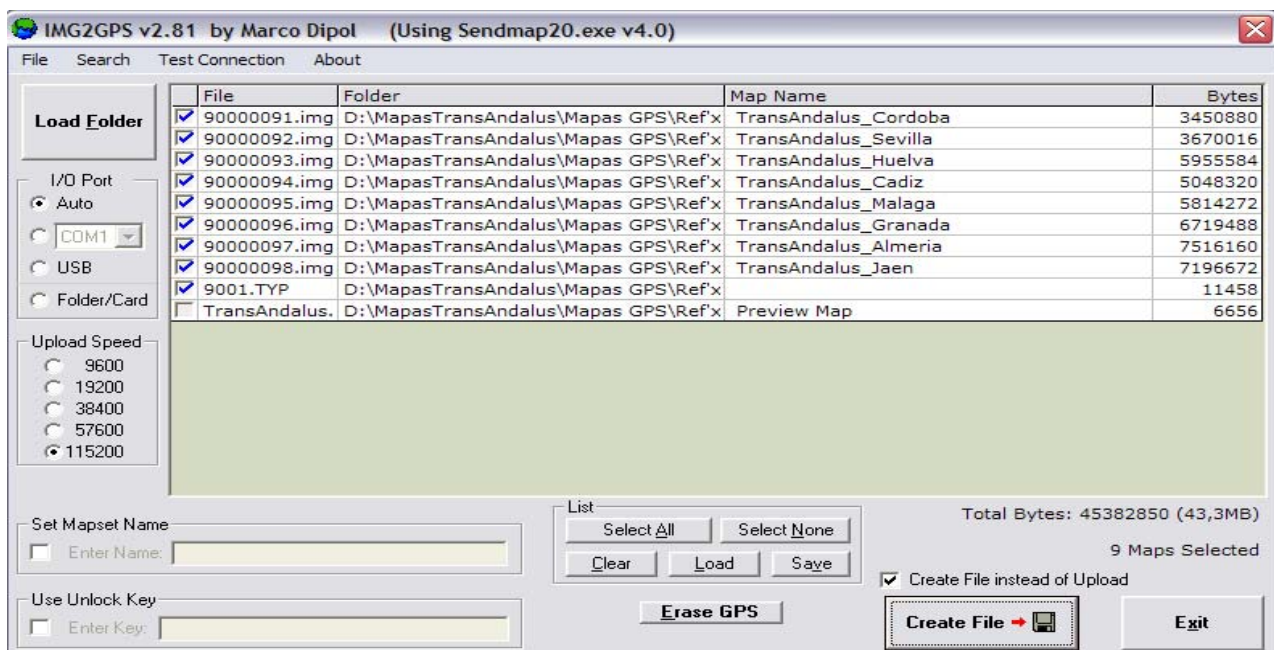 IMG2GPS v2.81 by Marco Dipol (Using Sendmap20.exe v4.0)
File Search Test Connection About
Load Folder
I/O Port
Auto
COM1
USB
Folder/Card
Upload Speed
9600
19200
38400
57600
115200
File Folder Map Name Bytes
90000091.img D:\MapasTransAndalus\Mapas GPS\Ref'x TransAndalus_Cordoba 3450880
90000092.img D:\MapasTransAndalus\Mapas GPS\Ref'x TransAndalus_Sevilla 3670016
90000093.img D:\MapasTransAndalus\Mapas GPS\Ref'x TransAndalus_Huelva 5955584
90000094.img D:\MapasTransAndalus\Mapas GPS\Ref'x TransAndalus_Cadiz 5048320
90000095.img D:\MapasTransAndalus\Mapas GPS\Ref'x TransAndalus_Malaga 5814272
90000096.img D:\MapasTransAndalus\Mapas GPS\Ref'x TransAndalus_Granada 6719488
90000097.img D:\MapasTransAndalus\Mapas GPS\Ref'x TransAndalus_Almeria 7516160
90000098.img D:\MapasTransAndalus\Mapas GPS\Ref'x TransAndalus_Jaen 7196672
9001.TYP D:\MapasTransAndalus\Mapas GPS\Ref'x 11458
TransAndalus. D:\MapasTransAndalus\Mapas GPS\Ref'x Preview Map 6656
Set Mapset Name
Enter Name:
Use Unlock Key
Enter Key:
List
Select All Select None
Clear Load Save
Erase GPS
Total Bytes: 45382850 (43,3MB)
9 Maps Selected
Create File instead of Upload
Create File Exit